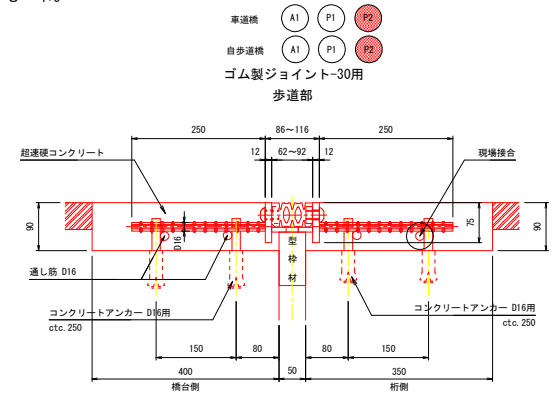 車道橋 A1 P1 P2
自歩道橋 A1 P1 P2
ゴム製ジョイント-30用
歩道部
250 86～116 250
超速硬コンクリート 12 62～92 12 現場接合
90 D16 75 90
型枠材
通し筋 D16
コンクリートアンカー D16用 コンクリートアンカー D16用
ctc.250 ctc.250
150 80 80 150
400 50 350
橋台側 桁側